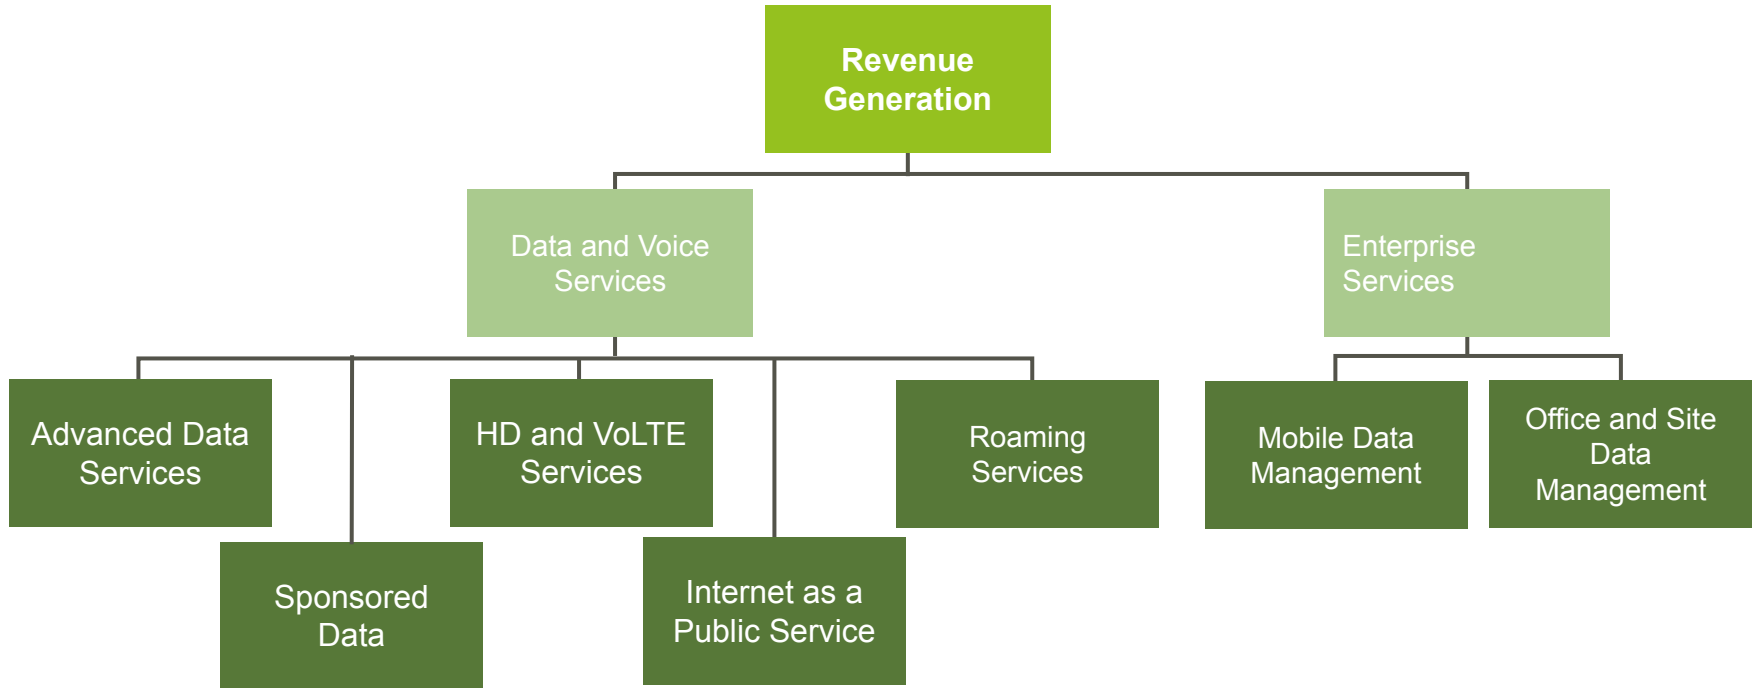 Revenue
Generation
Data and Voice
Services
Enterprise
Services
Advanced Data
Services
HD and VoLTE
Services
Roaming
Services
Mobile Data
Management
Office and Site
Data
Management
Sponsored
Data
Internet as a
Public Service